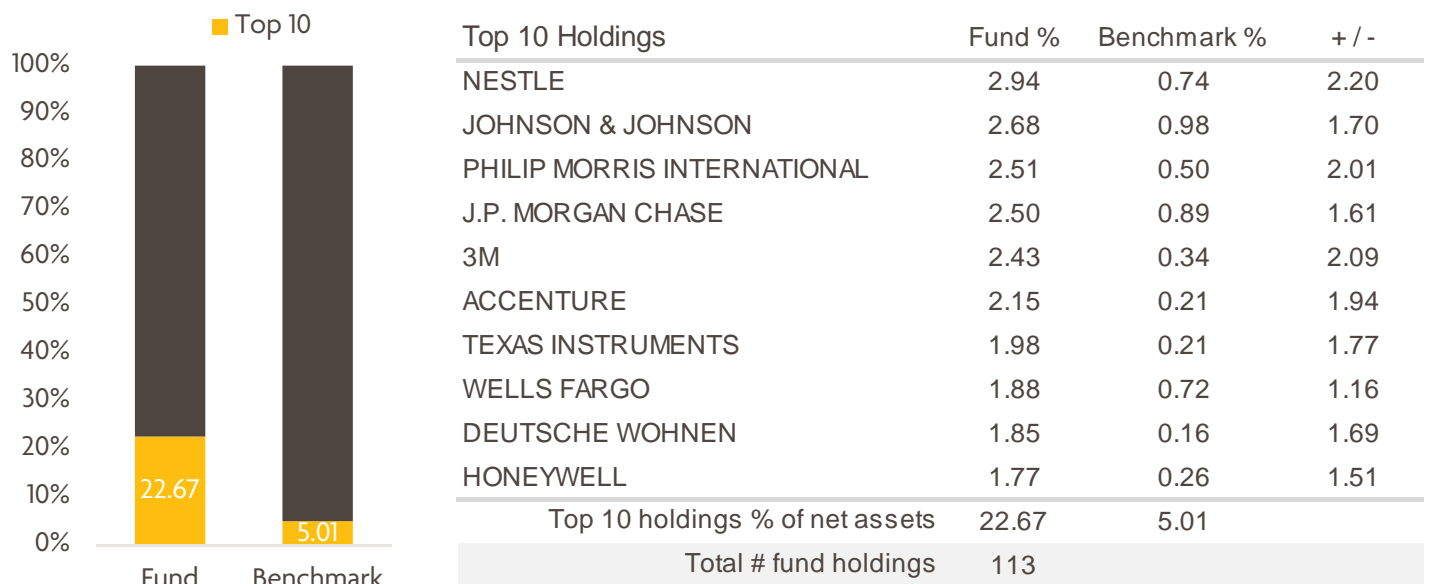 Top 10
100%
90%
80%
70%
60%
50%
40%
30%
20%
10%
0%
22.67
5.01
Fund Benchmark
Top 10 Holdings Fund % Benchmark % + / -
NESTLE 2.94 0.74 2.20
JOHNSON & JOHNSON 2.68 0.98 1.70
PHILIP MORRIS INTERNATIONAL 2.51 0.50 2.01
J.P. MORGAN CHASE 2.50 0.89 1.61
3M 2.43 0.34 2.09
ACCENTURE 2.15 0.21 1.94
TEXAS INSTRUMENTS 1.98 0.21 1.77
WELLS FARGO 1.88 0.72 1.16
DEUTSCHE WOHNEN 1.85 0.16 1.69
HONEYWELL 1.77 0.26 1.51
Top 10 holdings % of net assets 22.67 5.01
Total # fund holdings 113